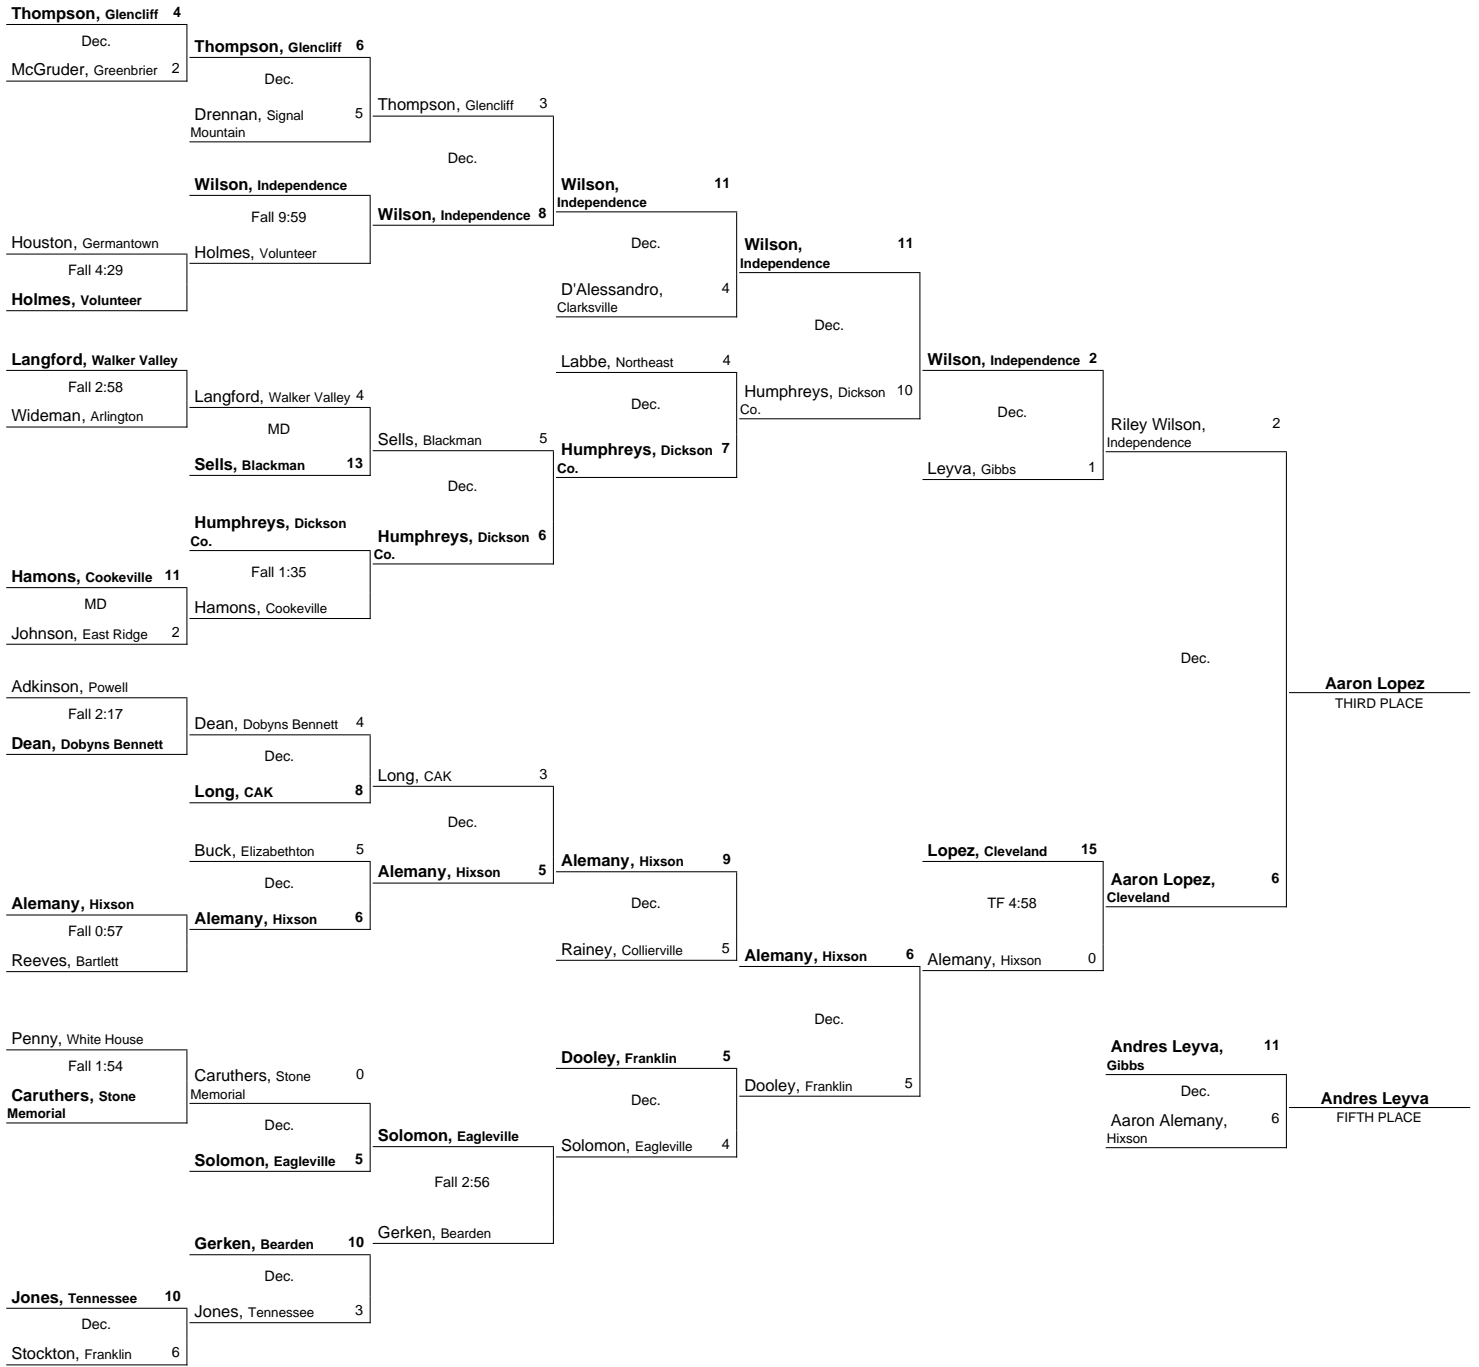 Thompson, Glencliff 4
Dec.
McGruder, Greenbrier 2
Houston, Germantown
Fall 4:29
Holmes, Volunteer
Langford, Walker Valley
Fall 2:58
Wideman, Arlington
Hamons, Cookeville 11
MD
Johnson, East Ridge 2
Adkinson, Powell
Fall 2:17
Dean, Dobyns Bennett
Alemany, Hixson
Fall 0:57
Reeves, Bartlett
Penny, White House
Fall 1:54
Caruthers, Stone
Memorial
Jones, Tennessee 10
Dec.
Stockton, Franklin 6
Thompson, Glencliff 6
Dec.
Drennan, Signal 5
Mountain
Wilson, Independence
Fall 9:59
Holmes, Volunteer
Langford, Walker Valley 4
MD
Sells, Blackman 13
Humphreys, Dickson
Co.
Fall 1:35
Hamons, Cookeville
Dean, Dobyns Bennett 4
Dec.
Long, CAK 8
Buck, Elizabethton 5
Dec.
Alemany, Hixson 6
Caruthers, Stone 0
Memorial
Dec.
Solomon, Eagleville 5
Gerken, Bearden 10
Dec.
Jones, Tennessee 3
Thompson, Glencliff 3
Dec.
Wilson, Independence 8
Sells, Blackman 5
Dec.
Humphreys, Dickson 6
Co.
Long, CAK 3
Dec.
Alemany, Hixson 5
Solomon, Eagleville
Fall 2:56
Gerken, Bearden
Wilson, 11
Independence
Dec.
D'Alessandro, 4
Clarksville
Labbe, Northeast 4
Dec.
Humphreys, Dickson 7
Co.
Alemany, Hixson 9
Dec.
Rainey, Collierville 5
Dooley, Franklin 5
Dec.
Solomon, Eagleville 4
Wilson, 11
Independence
Dec.
Humphreys, Dickson 10
Co.
Alemany, Hixson 6
Dec.
Dooley, Franklin 5
Wilson, Independence 2
Dec.
Leyva, Gibbs 1
Lopez, Cleveland 15
TF 4:58
Alemany, Hixson 0
Riley Wilson, 2
Independence
Dec.
Aaron Lopez, 6
Cleveland
Aaron Lopez
THIRD PLACE
Andres Leyva, 11
Gibbs
Dec.
Aaron Alemany, 6
Hixson
Andres Leyva
FIFTH PLACE